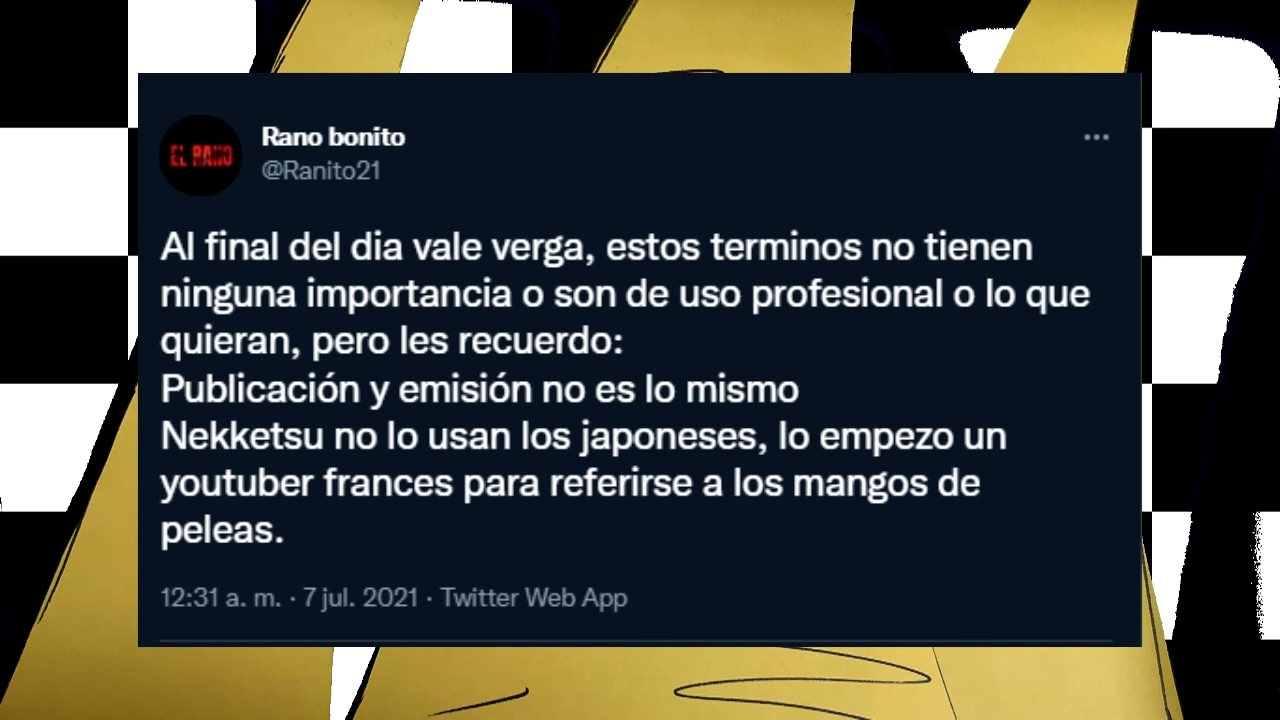 EL RANO
Rano bonito
@Ranito21
Al final del dia vale verga, estos terminos no tienen
ninguna importancia o son de uso profesional o lo que
quieran, pero les recuerdo:
Publicación y emisión no es lo mismo
Nekketsu no lo usan los japoneses, lo empezo un
youtuber frances para referirse a los mangos de
peleas.
12:31 a. m. · 7 jul. 2021 · Twitter Web App